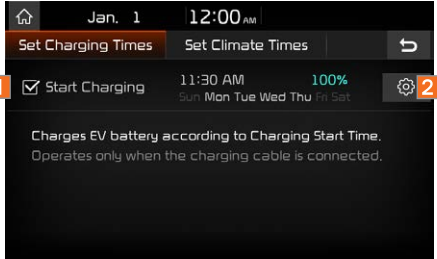 Jan. 1 12:00 AM
Set Charging Times Set Climate Times
1 Start Charging 11:30 AM 100% 2
Sun Mon Tue Wed Thu Fri Sat
Charges EV battery according to Charging Start Time.
Operates only when the charging cable is connected.